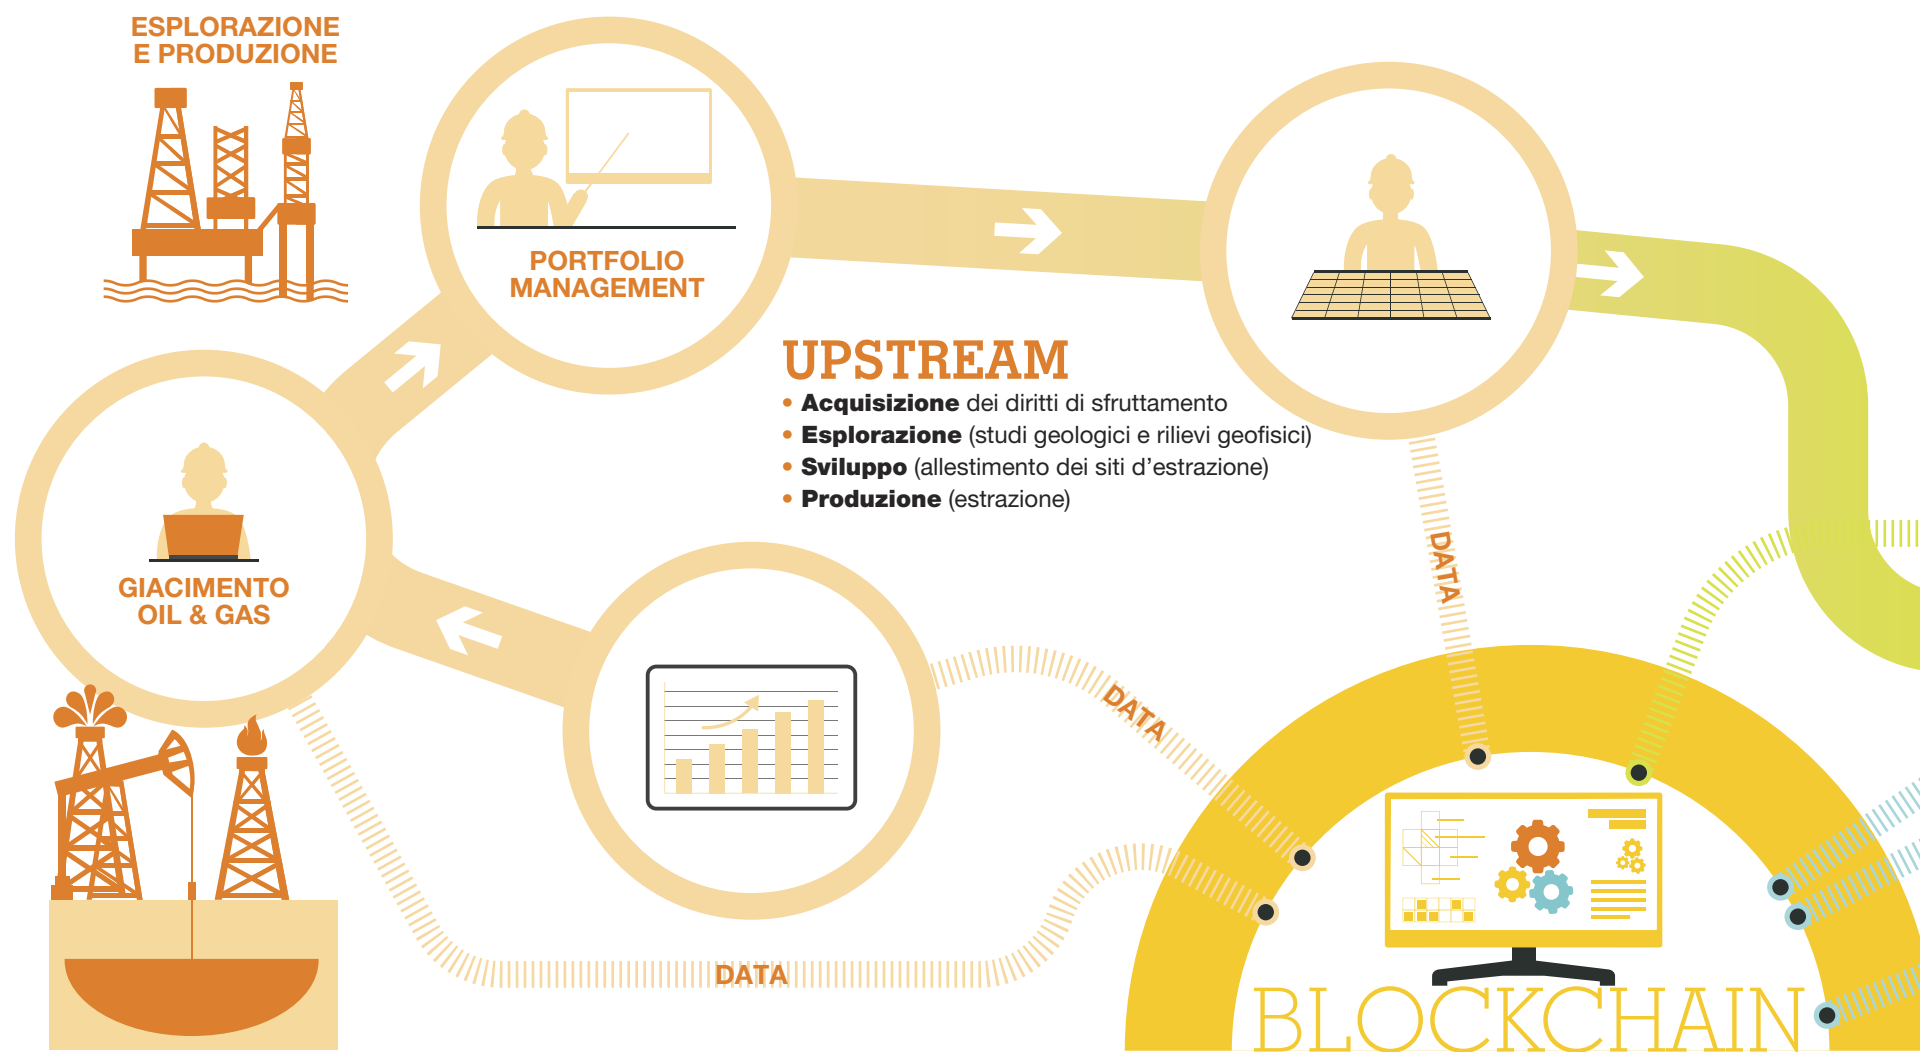 ESPLORAZIONE
E PRODUZIONE
PORTFOLIO
MANAGEMENT
UPSTREAM
• Acquisizione dei diritti di sfruttamento
• Esplorazione (studi geologici e rilievi geofisici)
• Sviluppo (allestimento dei siti d’estrazione)
• Produzione (estrazione)
GIACIMENTO
OIL & GAS
DATA
DATA
DATA
BLOCKCHAIN